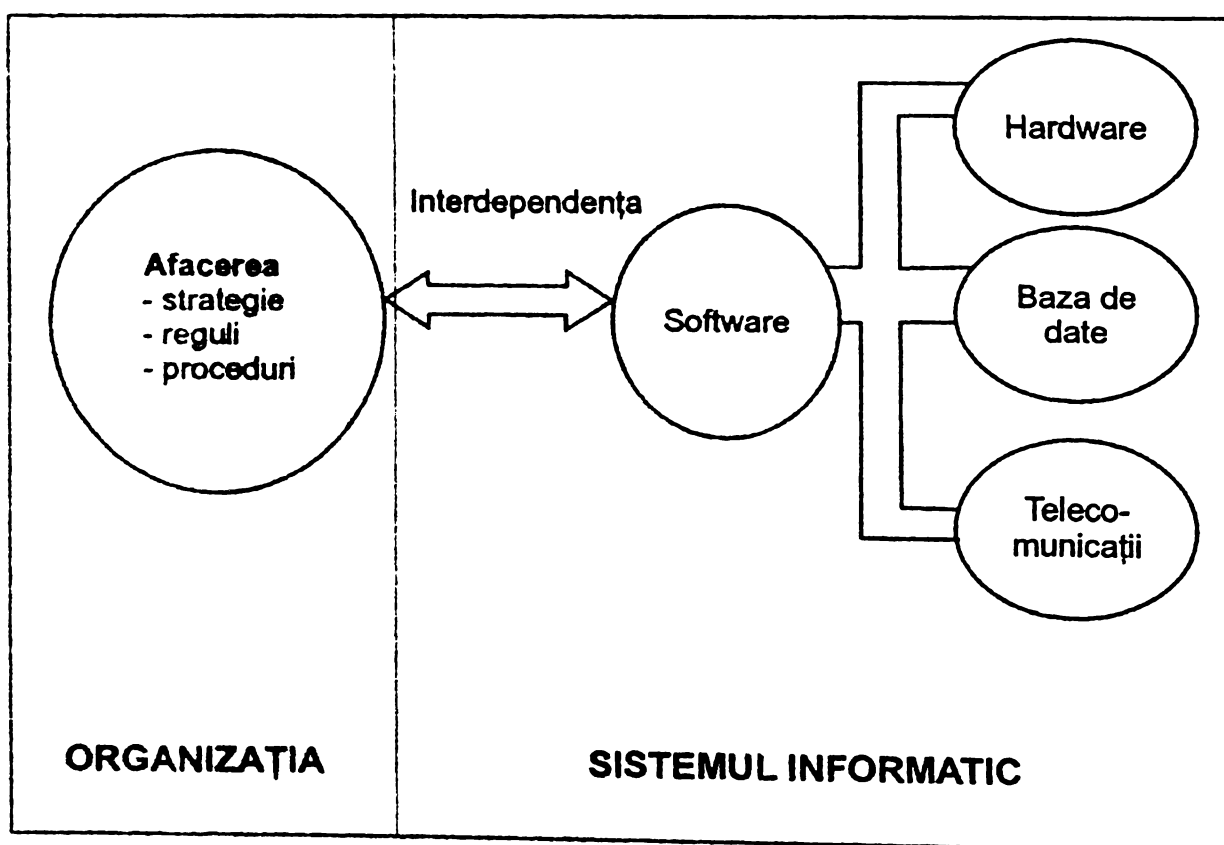 Hardware
Interdependența
Afacerea
- strategie
- reguli
- proceduri
Software
Baza de
date
Teleco-
municații
ORGANIZAȚIA
SISTEMUL INFORMATIC